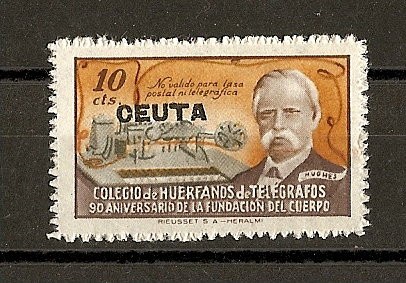 10
cts.
No valido para tasa
postal ni telegrafica
CEUTA
HUGHES
COLEGIO de HUERFANOS de TELEGRAFOS
90 ANIVERSARIO DE LA FUNDACIÓN DEL CUERPO
RIEUSSET S A -HERALMI